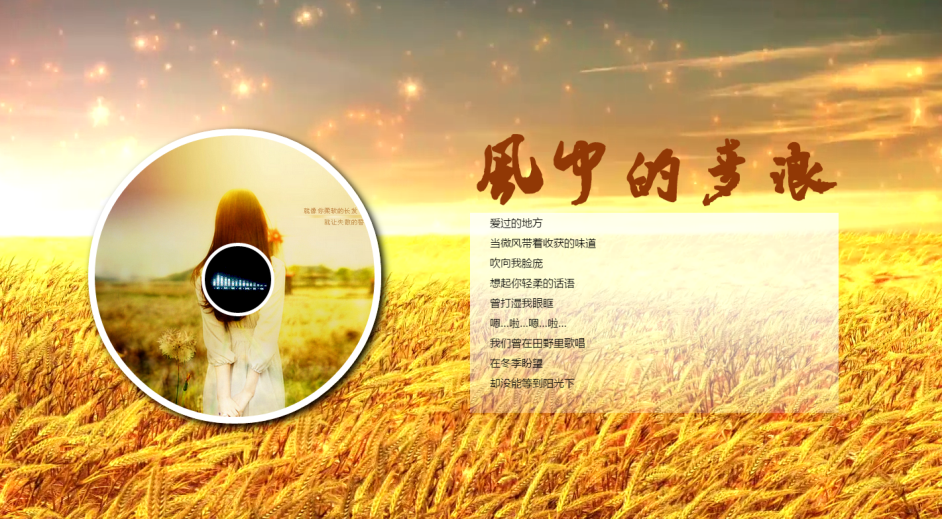 風中的麦浪
爱过的地方
当微风带着收获的味道
吹向我脸庞
想起你轻柔的话语
曾打湿我眼眶
嗯...啦...嗯...啦...
我们曾在田野里歌唱
在冬季盼望
却没能等到阳光下